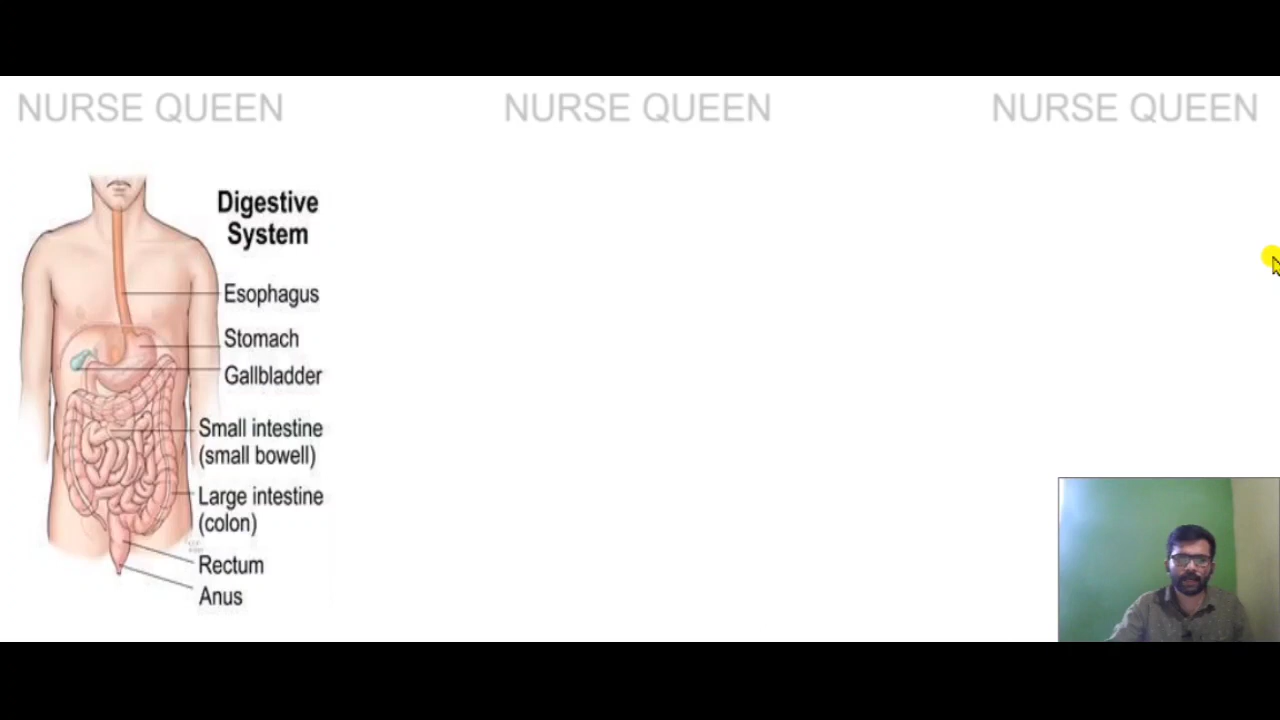 NURSE QUEEN NURSE QUEEN NURSE QUEEN
Digestive
System
Esophagus
Stomach
Gallbladder
Small intestine
(small bowell)
Large intestine
(colon)
Rectum
Anus